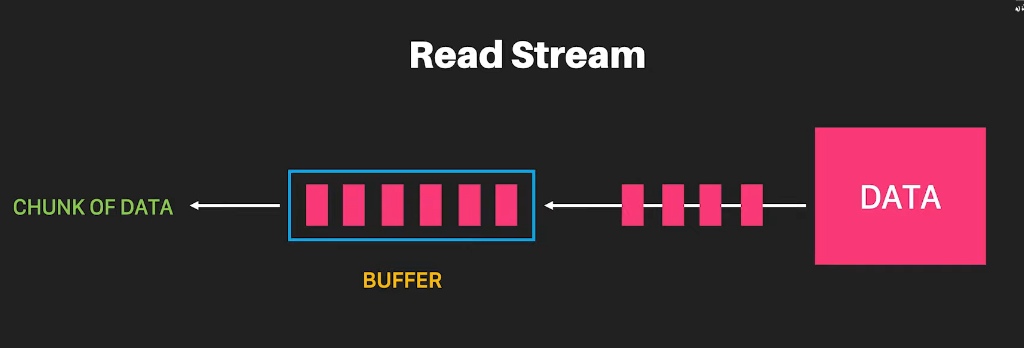 Read Stream
CHUNK OF DATA
DATA
BUFFER